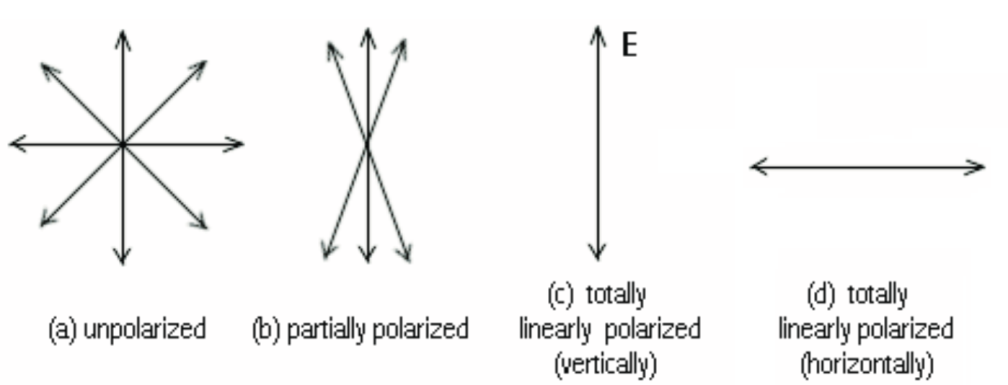 E
(a) unpolarized
(b) partially polarized
(c) totally
linearly polarized
(vertically)
(d) totally
linearly polarized
(horizontally)